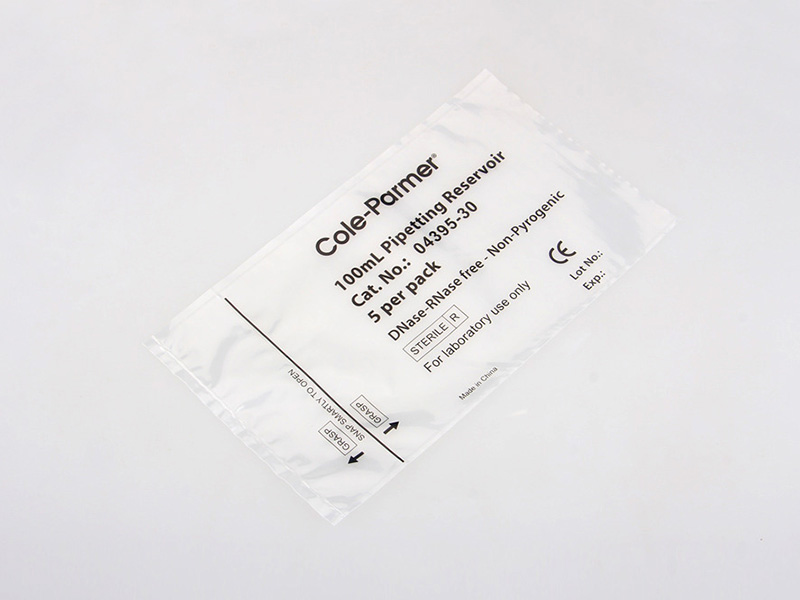 Cole-Parmer®
100mL Pipetting Reservoir
Cat. No.: 04395-30
5 per pack
DNase-RNase free - Non-Pyrogenic
STERILE R
For laboratory use only
CE
Lot No.:
Exp.:
Made in China
GRASP
SNAP SMARTLY TO OPEN
GRASP